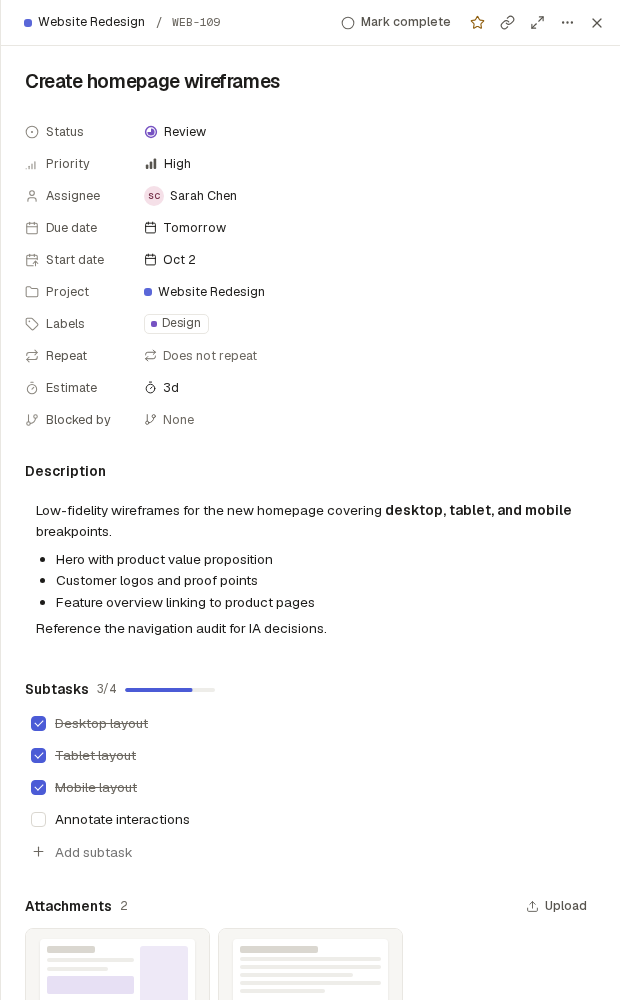 Website Redesign / WEB-109 Mark complete
Create homepage wireframes
Status Review
Priority High
Assignee SC Sarah Chen
Due date Tomorrow
Start date Oct 2
Project Website Redesign
Labels Design
Repeat Does not repeat
Estimate 3d
Blocked by None
Description
Low-fidelity wireframes for the new homepage covering desktop, tablet, and mobile
breakpoints.
Hero with product value proposition
Customer logos and proof points
Feature overview linking to product pages
Reference the navigation audit for IA decisions.
Subtasks 3/4
Desktop layout
Tablet layout
Mobile layout
Annotate interactions
Add subtask
Attachments 2 Upload